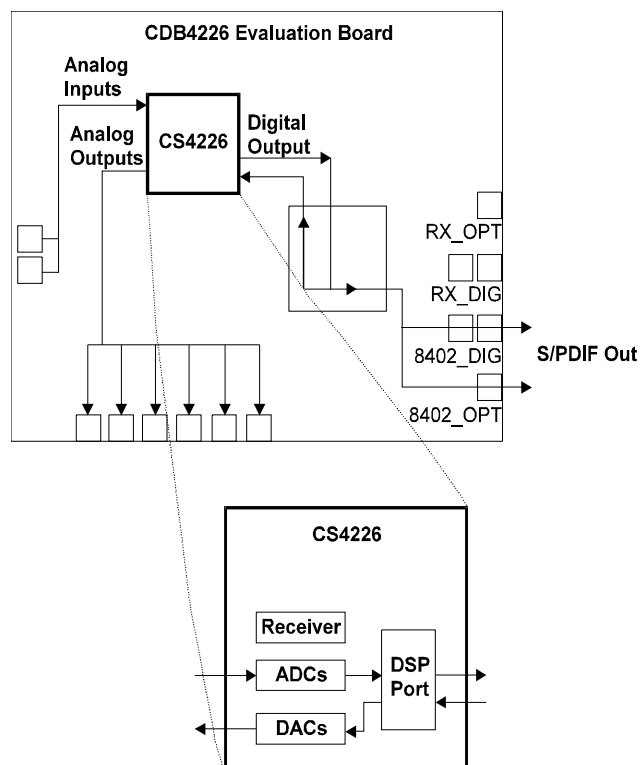 CDB4226 Evaluation Board
Analog
Inputs
Analog
Outputs
CS4226
Digital
Output
RX_OPT
RX_DIG
8402_DIG
S/PDIF Out
8402_OPT
CS4226
Receiver
ADCs
DSP
Port
DACs